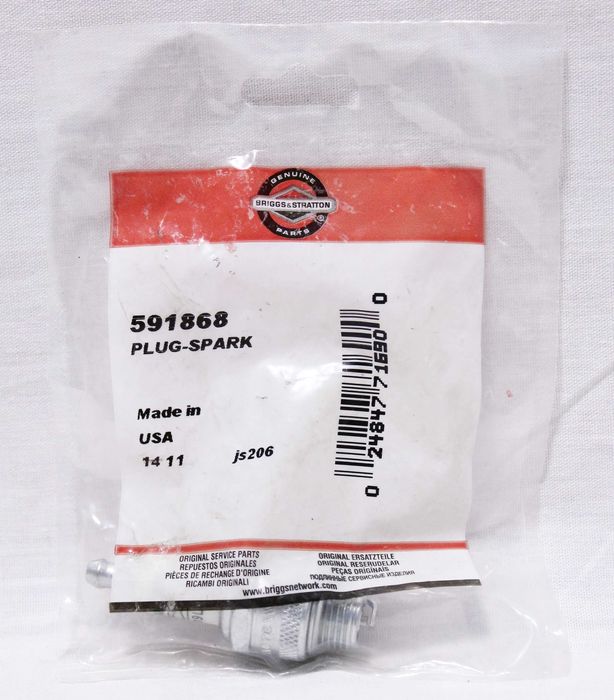 GENUINE
BRIGGS&STRATTON
®
PARTS
591868
PLUG-SPARK
Made in
USA
14 11
js206
0 24847 71690 0
ORIGINAL SERVICE PARTS
REPUESTOS ORIGINALES
PIÈCES DE RECHANGE D'ORIGINE
RICAMBI ORIGINALI
ORIGINAL ERSATZTEILE
ORIGINAL RESERUDELAR
PEÇAS ORIGINAIS
ПОДЛИННЫЕ СЕРВИСНЫЕ ИЗДЕЛИЯ
www.briggsnetwork.com